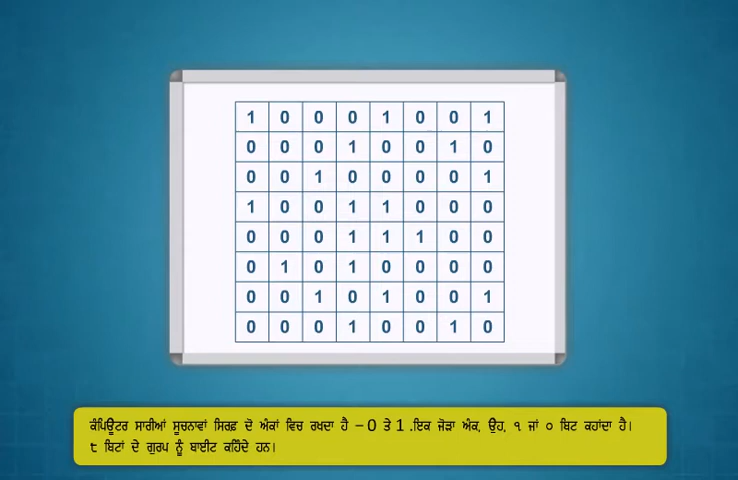 1 0 0 0 1 0 0 1
0 0 0 1 0 0 1 0
0 0 1 0 0 0 0 1
1 0 0 1 1 0 0 0
0 0 0 1 1 1 0 0
0 1 0 1 0 0 0 0
0 0 1 0 1 0 0 1
0 0 0 1 0 0 1 0
ਕੰਪਿਊਟਰ ਸਾਰੀਆਂ ਸੂਚਨਾਵਾਂ ਸਿਰਫ਼ ਦੋ ਅੰਕਾਂ ਵਿਚ ਰਖਦਾ ਹੈ – 0 ਤੇ 1 .ਇਕ ਜੋੜਾ ਅੰਕ, ਉਹ, ੧ ਜਾਂ ੦ ਬਿਟ ਕਹਾਂਦਾ ਹੈ।
੮ ਬਿਟਾਂ ਦੇ ਗੁਰਪ ਨੂੰ ਬਾਈਟ ਕਹਿੰਦੇ ਹਨ।